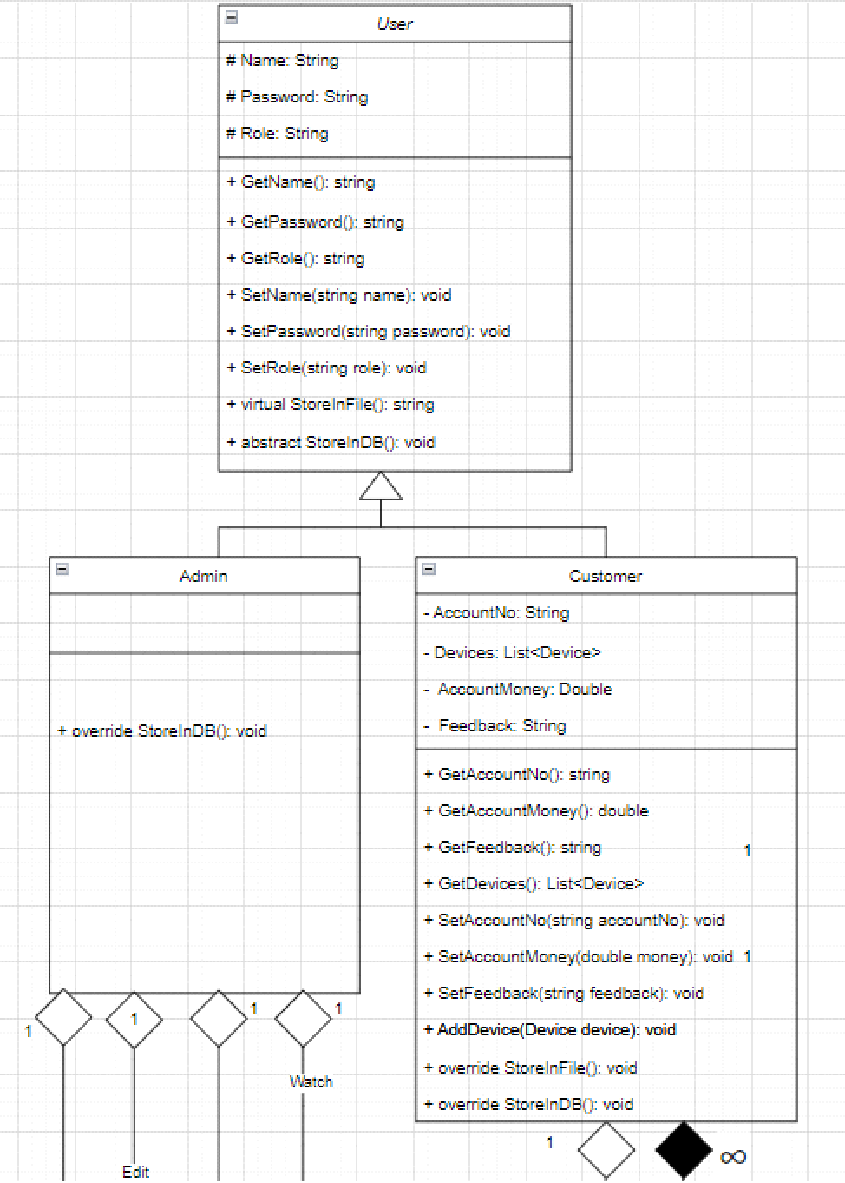 User
# Name: String
# Password: String
# Role: String
+ GetName(): string
+ GetPassword(): string
+ GetRole(): string
+ SetName(string name): void
+ SetPassword(string password): void
+ SetRole(string role): void
+ virtual StoreInFile(): string
+ abstract StoreInDB(): void
Admin
+ override StoreInDB(): void
1
1
1
1
Watch
Edit
Customer
- AccountNo: String
- Devices: List<Device>
- AccountMoney: Double
- Feedback: String
+ GetAccountNo(): string
+ GetAccountMoney(): double
+ GetFeedback(): string
1
+ GetDevices(): List<Device>
+ SetAccountNo(string accountNo): void
+ SetAccountMoney(double money): void
1
+ SetFeedback(string feedback): void
+ AddDevice(Device device): void
+ override StoreInFile(): void
+ override StoreInDB(): void
1
∞